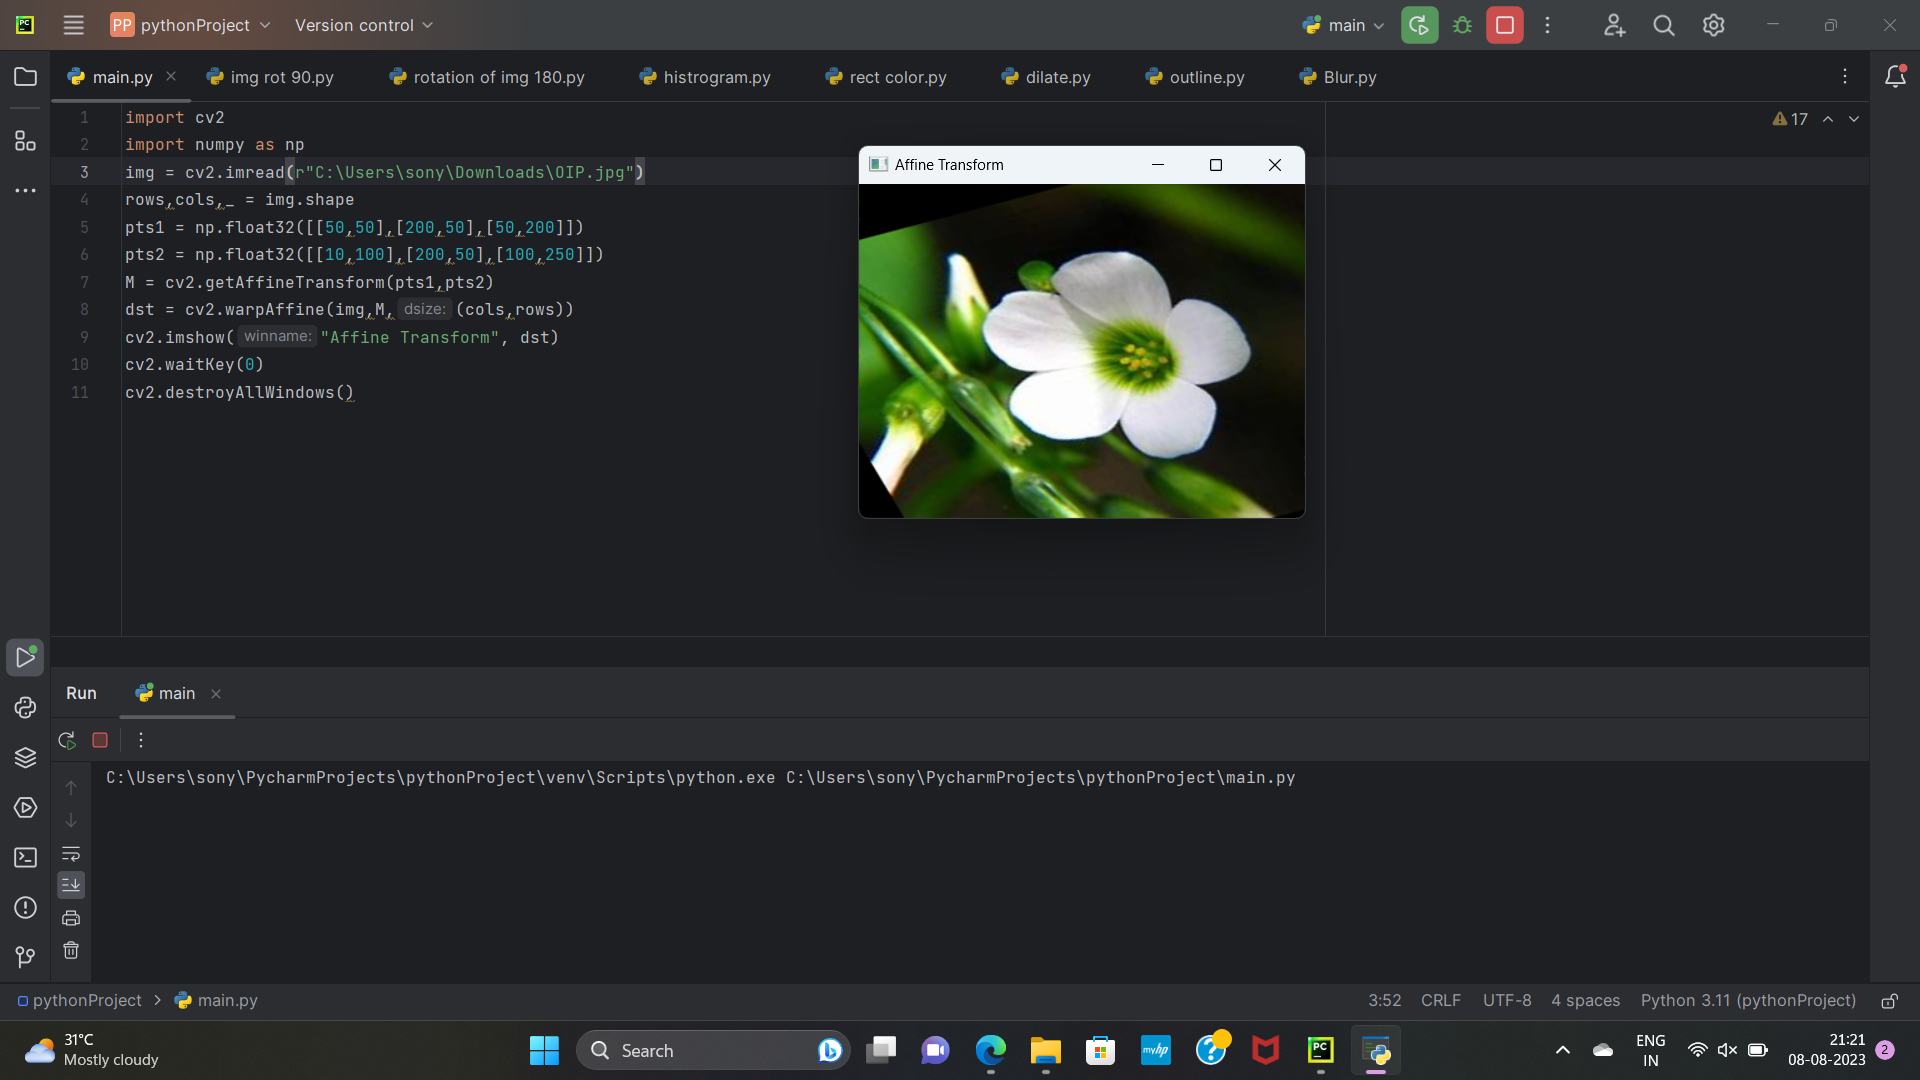 PC
PP pythonProject Version control main
main.py img rot 90.py rotation of img 180.py histrogram.py rect color.py dilate.py outline.py Blur.py
17
1 import cv2
2 import numpy as np
3 img = cv2.imread(r"C:\Users\sony\Downloads\OIP.jpg")
4 rows,cols,_ = img.shape
5 pts1 = np.float32([[50,50],[200,50],[50,200]])
6 pts2 = np.float32([[10,100],[200,50],[100,250]])
7 M = cv2.getAffineTransform(pts1,pts2)
8 dst = cv2.warpAffine(img,M, dsize: (cols,rows))
9 cv2.imshow( winname: "Affine Transform", dst)
10 cv2.waitKey(0)
11 cv2.destroyAllWindows()
Affine Transform
Run main
C:\Users\sony\PycharmProjects\pythonProject\venv\Scripts\python.exe C:\Users\sony\PycharmProjects\pythonProject\main.py
pythonProject > main.py 3:52 CRLF UTF-8 4 spaces Python 3.11 (pythonProject)
31°C
Mostly cloudy
Search
myhp
?
PC
ENG
IN
21:21
08-08-2023
2